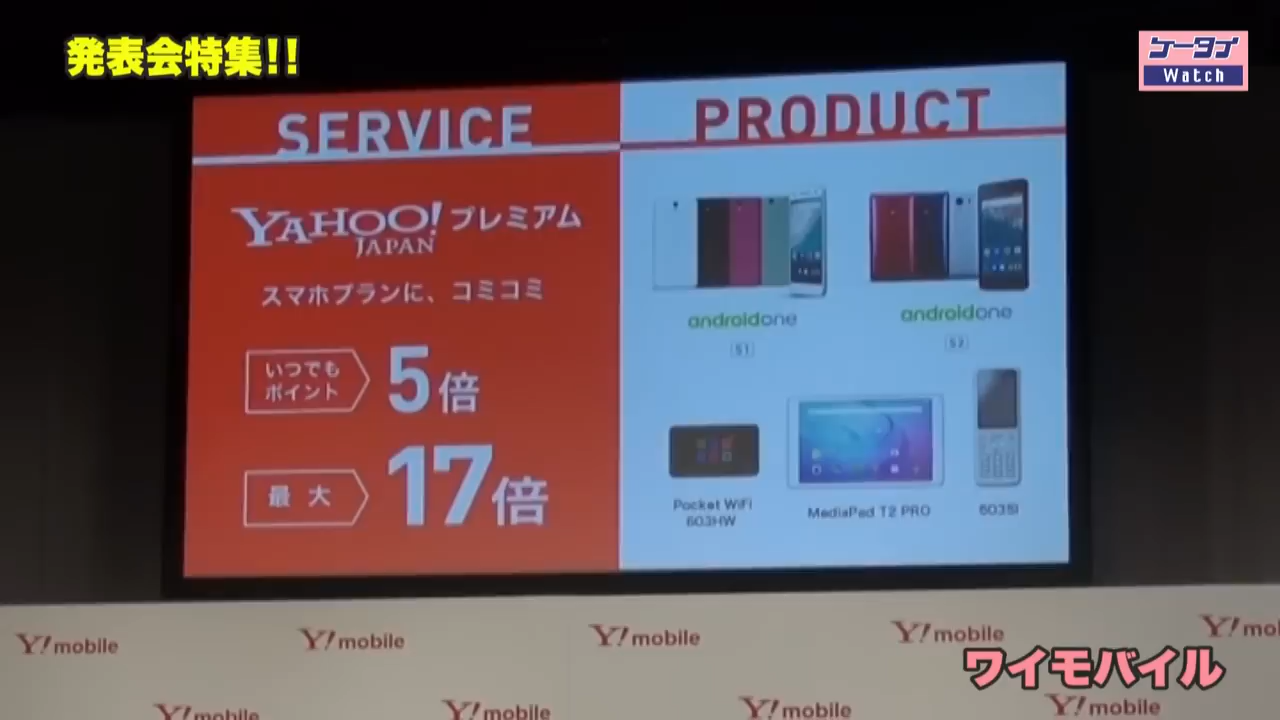 発表会特集!!
ケータイ
Watch
SERVICE
YAHOO!
JAPAN
プレミアム
スマホプランに、コミコミ
いつでも
ポイント
5倍
最大
17倍
PRODUCT
androidone
S1
androidone
S2
Pocket WiFi
603HW
MediaPad T2 PRO
603SI
Y!mobile
Y!mobile
Y!mobile
Y!mobile
Y!mo
ワイモバイル
Y!mobile
Y!mobile
Y!mobile
Y!mobile